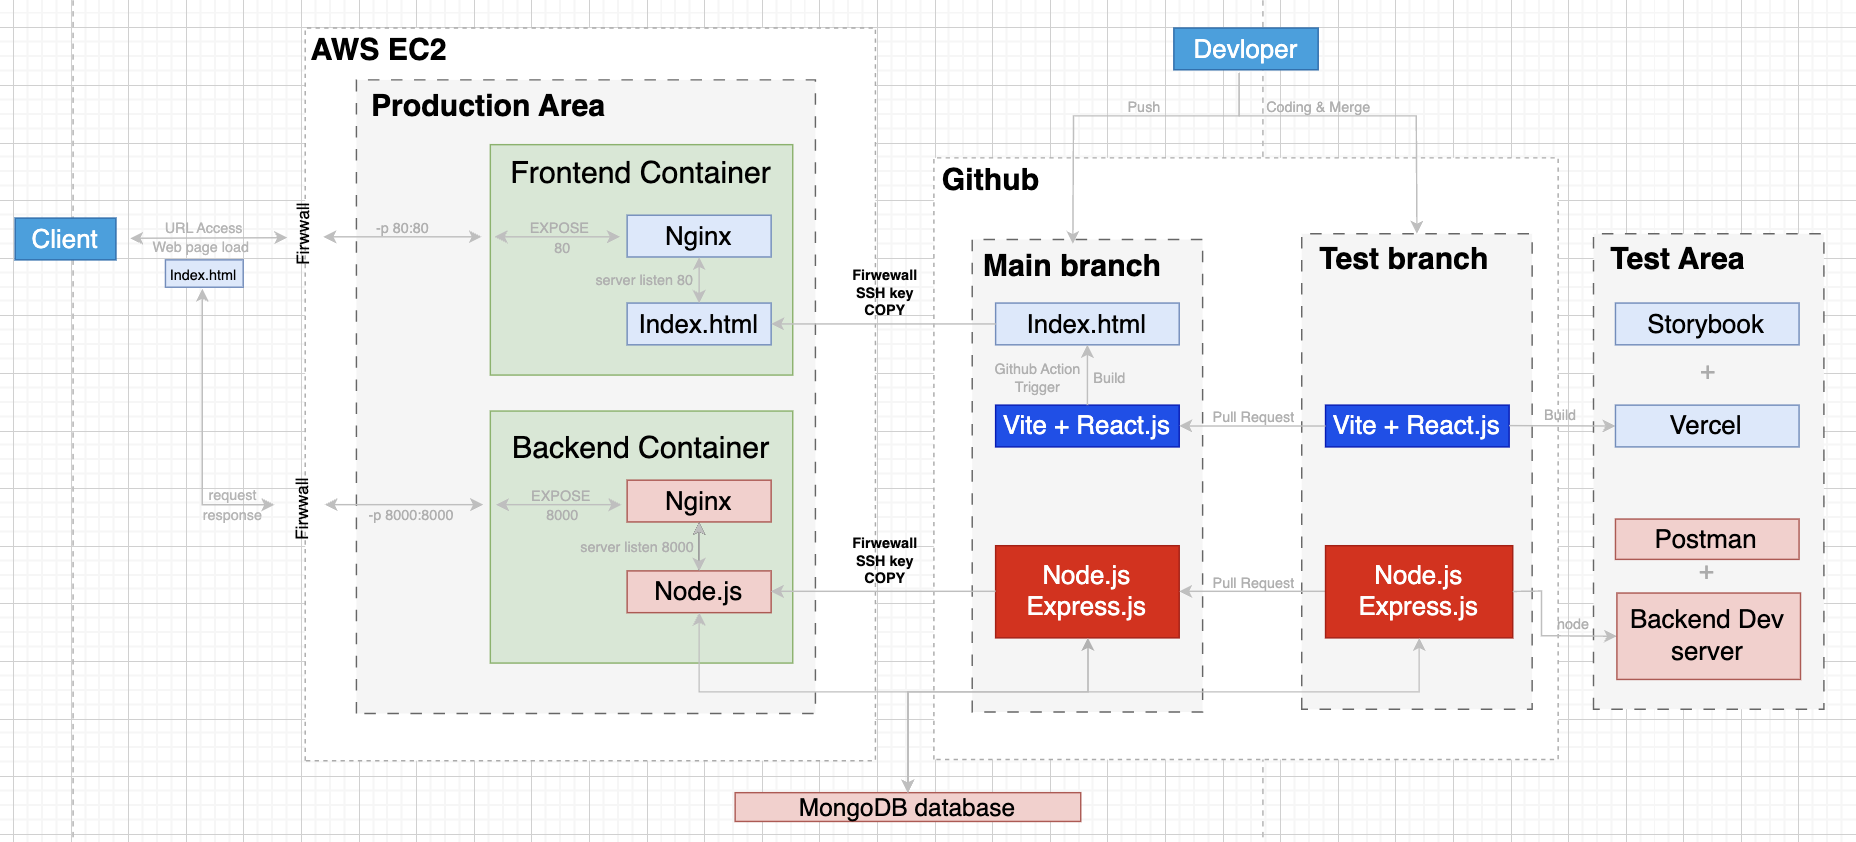 AWS EC2
Production Area
Frontend Container
Nginx
EXPOSE
80
server listen 80
Index.html
-p 80:80
Firwwall
Client
URL Access
Web page load
Index.html
request
response
Firwwall
-p 8000:8000
Backend Container
EXPOSE
8000
Nginx
server listen 8000
Node.js
Firwewall
SSH key
COPY
Firwewall
SSH key
COPY
Devloper
Push
Coding & Merge
Github
Main branch
Index.html
Github Action
Trigger
Build
Vite + React.js
Node.js
Express.js
Pull Request
Pull Request
Test branch
Vite + React.js
Node.js
Express.js
Build
node
Test Area
Storybook
+
Vercel
Postman
+
Backend Dev
server
MongoDB database